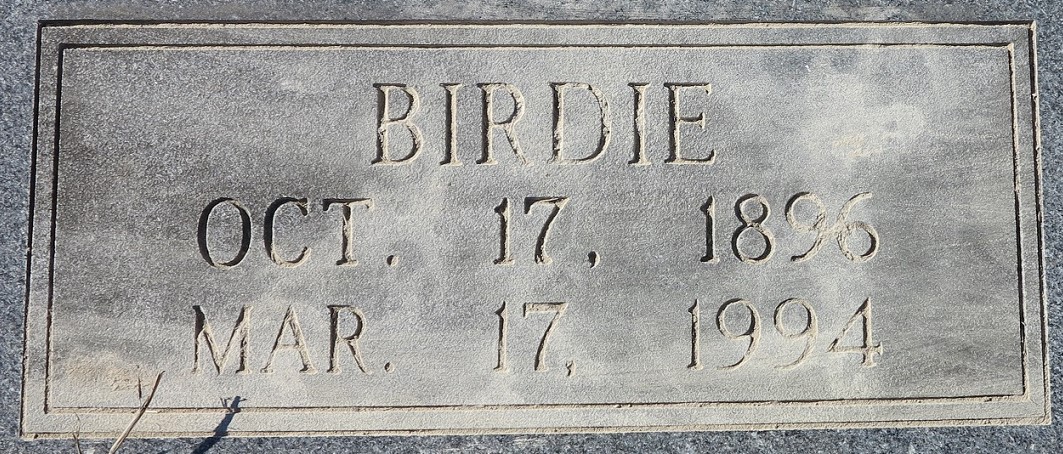 BIRDIE
OCT. 17, 1896
MAR. 17, 1994